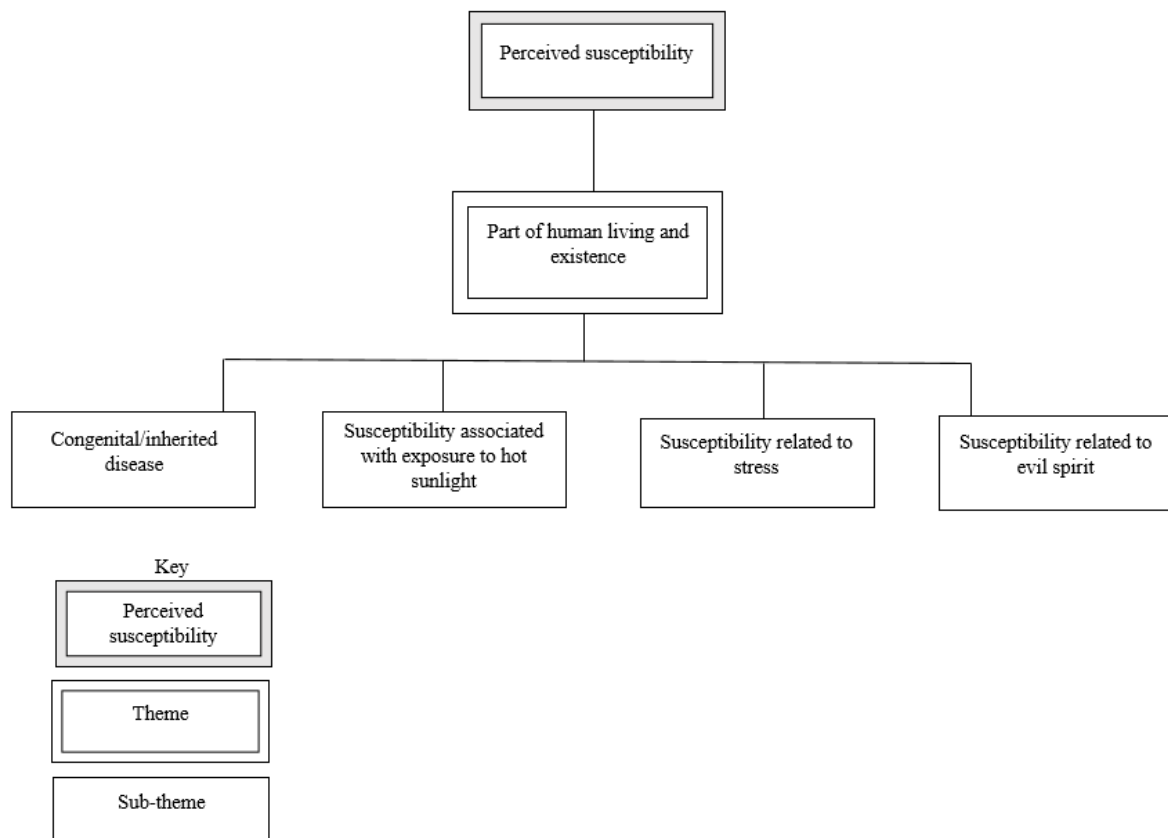 Perceived susceptibility
Part of human living and
existence
Congenital/inherited
disease
Susceptibility associated
with exposure to hot
sunlight
Susceptibility related to
stress
Susceptibility related to
evil spirit
Key
Perceived
susceptibility
Theme
Sub-theme